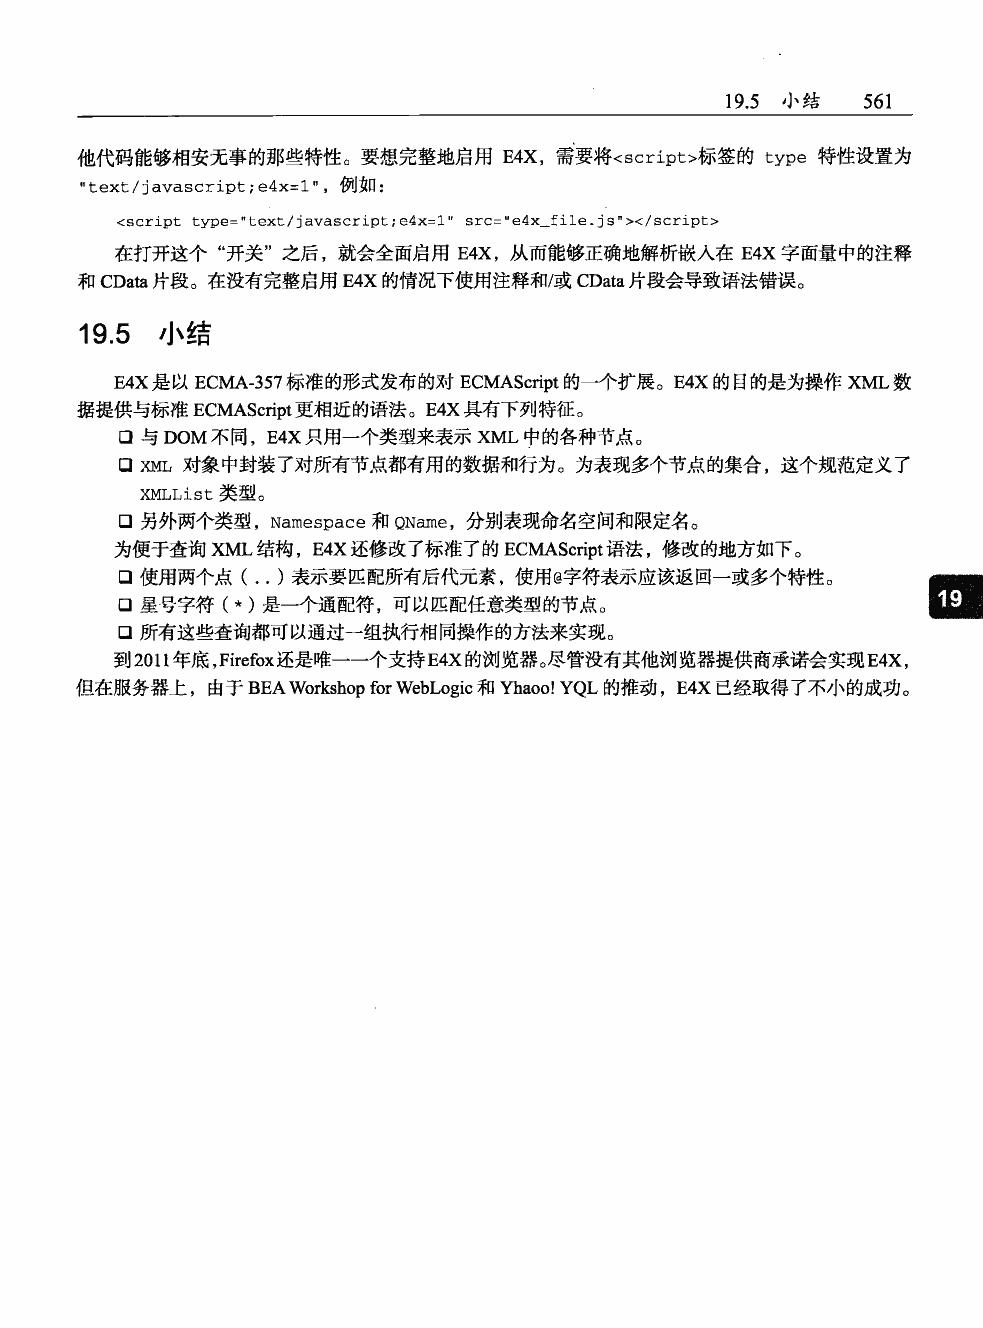 19.5 小结 561
他代码能够相安无事的那些特性。要想完整地启用 E4X，需要将<script>标签的 type 特性设置为
"text/javascript;e4x=1"，例如：
<script type="text/javascript;e4x=1" src="e4x_file.js"></script>
在打开这个“开关”之后，就会全面启用 E4X，从而能够正确地解析嵌入在 E4X 字面量中的注释
和 CData 片段。在没有完整启用 E4X 的情况下使用注释和/或 CData 片段会导致语法错误。
19.5 小结
E4X 是以 ECMA-357 标准的形式发布的对 ECMAScript 的一个扩展。E4X 的目的是为操作 XML 数
据提供与标准 ECMAScript 更相近的语法。E4X 具有下列特征。
❑ 与 DOM 不同，E4X 只用一个类型来表示 XML 中的各种节点。
❑ XML 对象中封装了对所有节点都有用的数据和行为。为表现多个节点的集合，这个规范定义了
XMLList 类型。
❑ 另外两个类型，Namespace 和 QName，分别表现命名空间和限定名。
为便于查询 XML 结构，E4X 还修改了标准了的 ECMAScript 语法，修改的地方如下。
❑ 使用两个点（..）表示要匹配所有后代元素，使用@字符表示应该返回一或多个特性。
❑ 星号字符（*）是一个通配符，可以匹配任意类型的节点。
19
❑ 所有这些查询都可以通过一组执行相同操作的方法来实现。
到 2011 年底，Firefox 还是唯一一个支持 E4X 的浏览器。尽管没有其他浏览器提供商承诺会实现 E4X，
但在服务器上，由于 BEA Workshop for WebLogic 和 Yhaoo! YQL 的推动，E4X 已经取得了不小的成功。